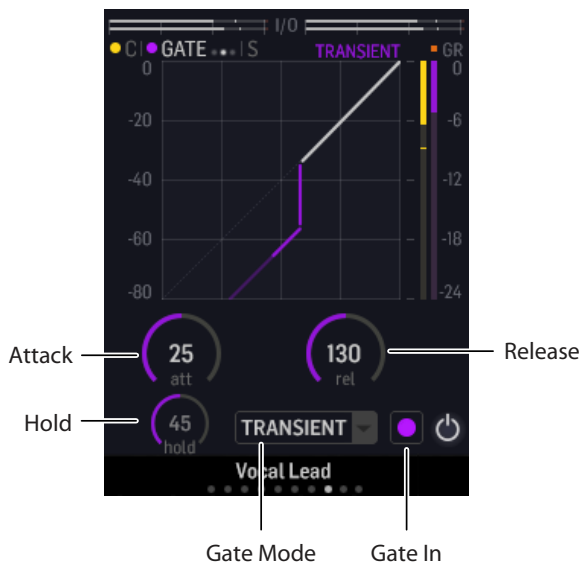 I/O
C | GATE | S TRANSIENT GR
0 0
-20 -6
-40 -12
-60 -18
-80 -24
Attack 25 att 130 rel Release
Hold 45 hold TRANSIENT
Vocal Lead
Gate Mode Gate In